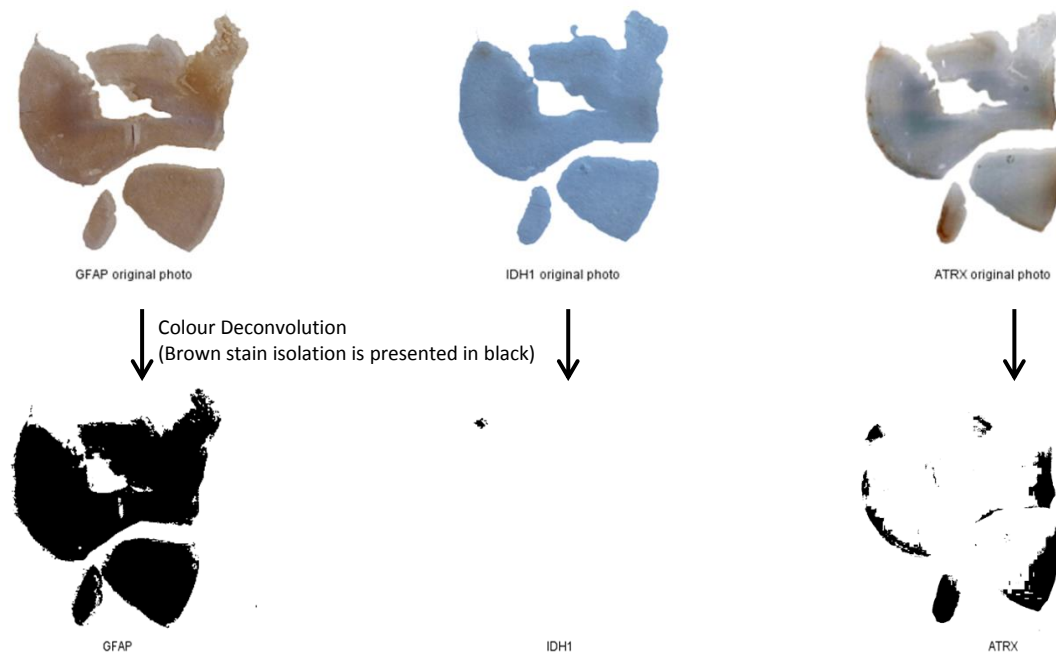 GFAP original photo
IDH1 original photo
ATRX original photo
Colour Deconvolution
(Brown stain isolation is presented in black)
GFAP
IDH1
ATRX